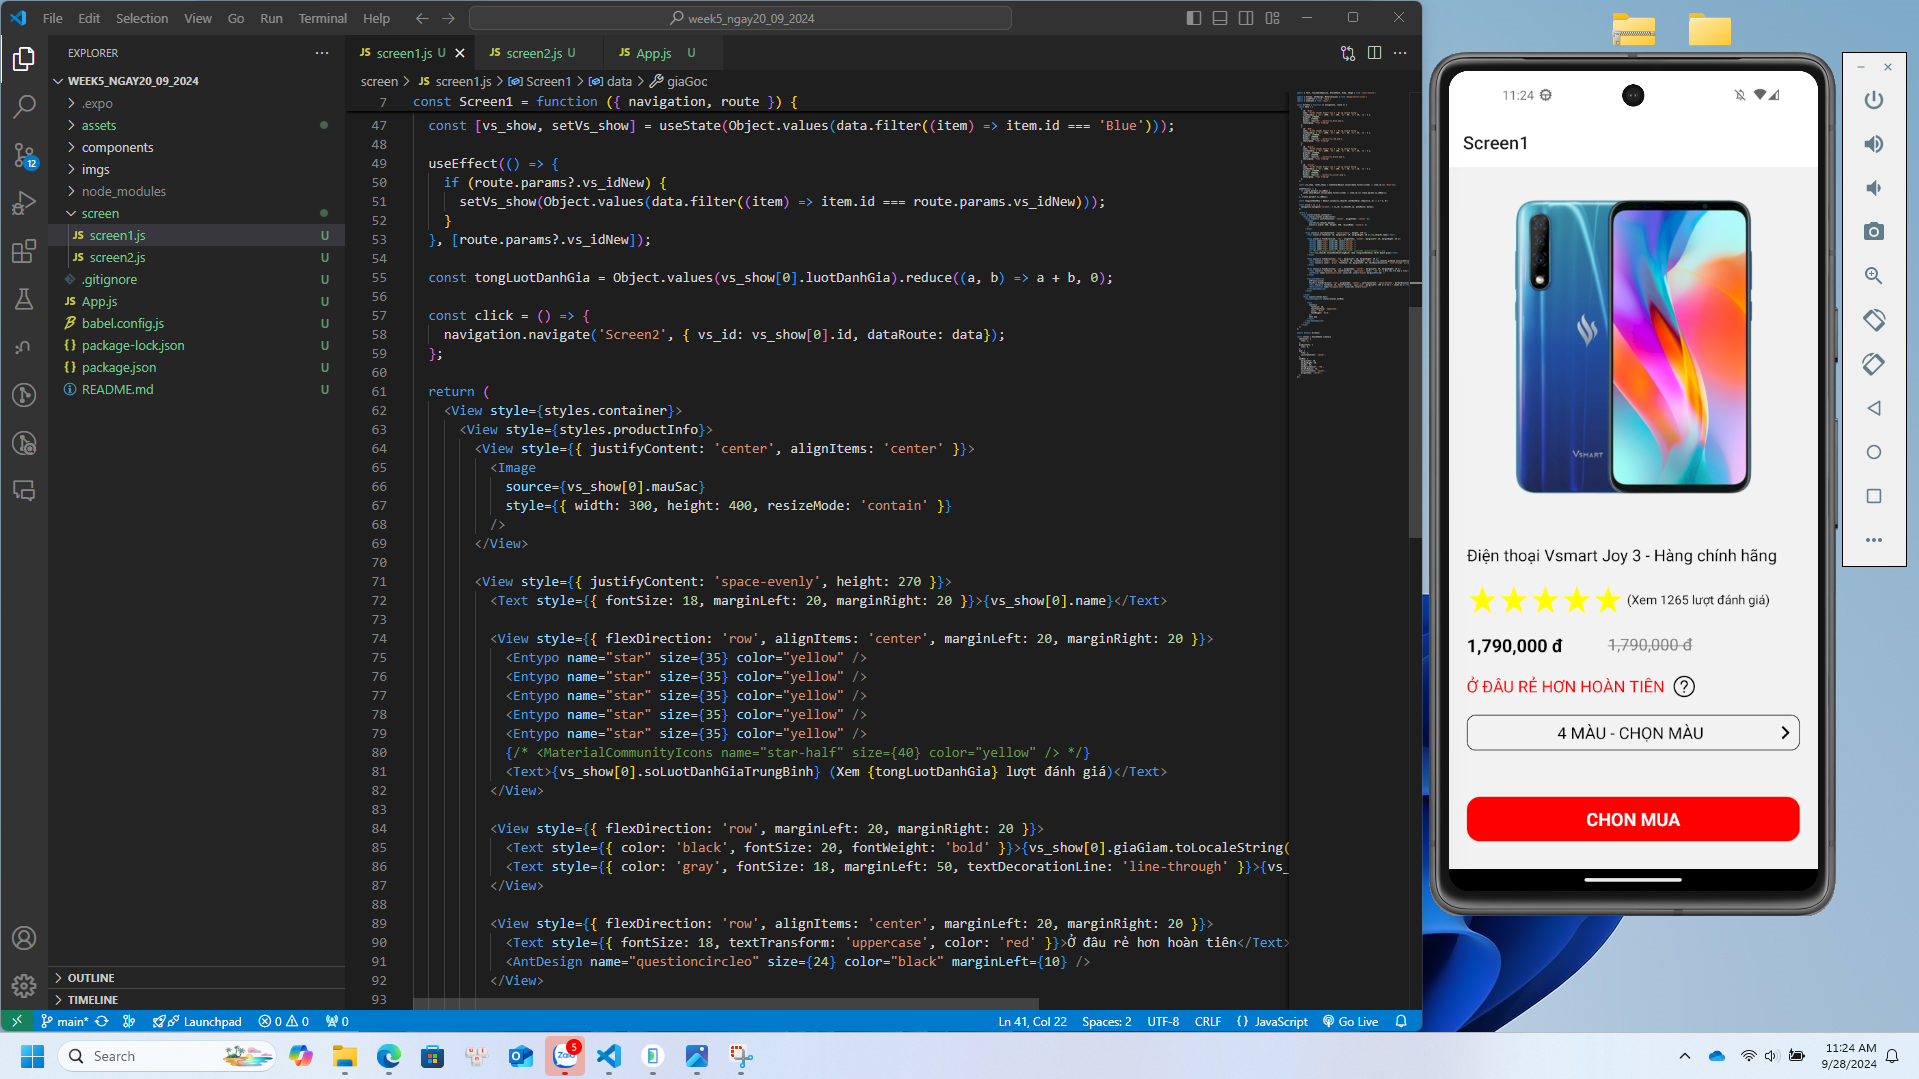 File Edit Selection View Go Run Terminal Help
week5_ngay20_09_2024
EXPLORER
WEEK5_NGAY20_09_2024
.expo
assets
components
imgs
node_modules
screen
JS screen1.js U
JS screen2.js U
.gitignore U
JS App.js U
babel.config.js U
{} package-lock.json U
{} package.json U
README.md U
OUTLINE
TIMELINE
12
JS screen1.js U
JS screen2.js U
JS App.js U
screen > JS screen1.js > Screen1 > data > giaGoc
7 const Screen1 = function ({ navigation, route }) {
47 const [vs_show, setVs_show] = useState(Object.values(data.filter((item) => item.id === 'Blue')));
48
49 useEffect(() => {
50 if (route.params?.vs_idNew) {
51 setVs_show(Object.values(data.filter((item) => item.id === route.params.vs_idNew)));
52 }
53 }, [route.params?.vs_idNew]);
54
55 const tongLuotDanhGia = Object.values(vs_show[0].luotDanhGia).reduce((a, b) => a + b, 0);
56
57 const click = () => {
58 navigation.navigate('Screen2', { vs_id: vs_show[0].id, dataRoute: data});
59 };
60
61 return (
62 <View style={styles.container}>
63 <View style={styles.productInfo}>
64 <View style={{ justifyContent: 'center', alignItems: 'center' }}>
65 <Image
66 source={vs_show[0].mauSac}
67 style={{ width: 300, height: 400, resizeMode: 'contain' }}
68 />
69 </View>
70
71 <View style={{ justifyContent: 'space-evenly', height: 270 }}>
72 <Text style={{ fontSize: 18, marginLeft: 20, marginRight: 20 }}>{vs_show[0].name}</Text>
73
74 <View style={{ flexDirection: 'row', alignItems: 'center', marginLeft: 20, marginRight: 20 }}>
75 <Entypo name="star" size={35} color="yellow" />
76 <Entypo name="star" size={35} color="yellow" />
77 <Entypo name="star" size={35} color="yellow" />
78 <Entypo name="star" size={35} color="yellow" />
79 <Entypo name="star" size={35} color="yellow" />
80 {/* <MaterialCommunityIcons name="star-half" size={40} color="yellow" /> */}
81 <Text>{vs_show[0].soLuotDanhGiaTrungBinh} (Xem {tongLuotDanhGia} lượt đánh giá)</Text>
82 </View>
83
84 <View style={{ flexDirection: 'row', marginLeft: 20, marginRight: 20 }}>
85 <Text style={{ color: 'black', fontSize: 20, fontWeight: 'bold' }}>{vs_show[0].giaGiam.toLocaleString(
86 <Text style={{ color: 'gray', fontSize: 18, marginLeft: 50, textDecorationLine: 'line-through' }}>{vs_
87 </View>
88
89 <View style={{ flexDirection: 'row', alignItems: 'center', marginLeft: 20, marginRight: 20 }}>
90 <Text style={{ fontSize: 18, textTransform: 'uppercase', color: 'red' }}>Ở đâu rẻ hơn hoàn tiên</Text>
91 <AntDesign name="questioncircleo" size={24} color="black" marginLeft={10} />
92 </View>
93
main* Launchpad 0 0 0
Ln 41, Col 22 Spaces: 2 UTF-8 CRLF {} JavaScript Go Live
11:24
Screen1
VSMART
Điện thoại Vsmart Joy 3 - Hàng chính hãng
(Xem 1265 lượt đánh giá)
1,790,000 đ 1,790,000 đ
Ở ĐÂU RẺ HƠN HOÀN TIÊN ?
4 MÀU - CHỌN MÀU
CHON MUA
Search
Zalo 5
11:24 AM
9/28/2024